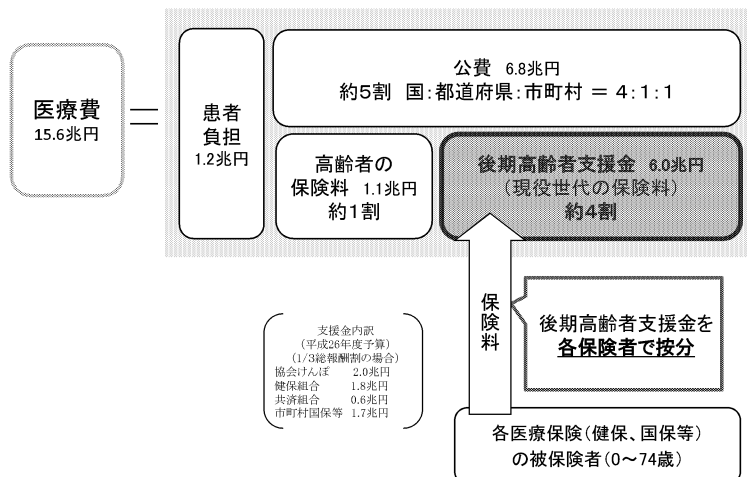 医療費
15.6兆円
=
患者
負担
1.2兆円
公費 6.8兆円
約5割 国:都道府県:市町村 = 4:1:1
高齢者の
保険料 1.1兆円
約1割
後期高齢者支援金 6.0兆円
(現役世代の保険料)
約4割
保険料
後期高齢者支援金を
各保険者で按分
支援金内訳
(平成26年度予算)
(1/3総報酬割の場合)
協会けんぽ 2.0兆円
健保組合 1.8兆円
共済組合 0.6兆円
市町村国保等 1.7兆円
各医療保険(健保、国保等)
の被保険者(0~74歳)